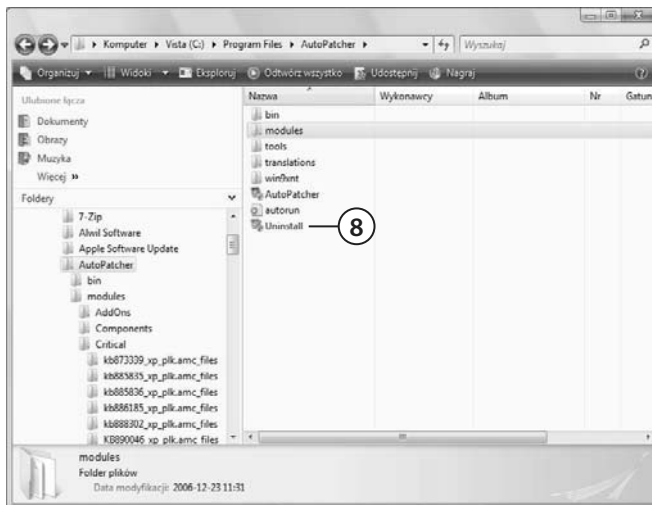 Komputer ▸ Vista (C:) ▸ Program Files ▸ AutoPatcher ▸ Wyszukaj
Organizuj Widoki Eksploruj Odtwórz wszystko Udostępnij Nagraj
Ulubione łącza
Dokumenty
Obrazy
Muzyka
Więcej »
Foldery
7-Zip
Alwil Software
Apple Software Update
AutoPatcher
bin
modules
AddOns
Components
Critical
kb873339_xp_plk.amc_files
kb885835_xp_plk.amc_files
kb885836_xp_plk.amc_files
kb886185_xp_plk.amc_files
kb888302_xp_plk.amc_files
KB890046_xp_plk.amc_files
Nazwa Wykonawcy Album Nr Gatun
bin
modules
tools
translations
win9xnt
AutoPatcher
autorun
Uninstall
8
modules
Folder plików
Data modyfikacji: 2006-12-23 11:31